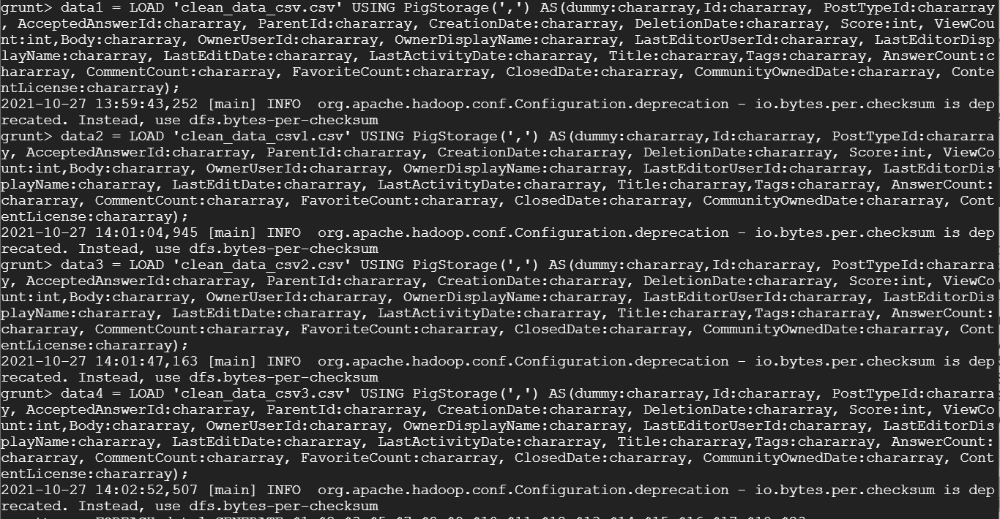 grunt> data1 = LOAD 'clean_data_csv.csv' USING PigStorage(',') AS(dummy:chararray,Id:chararray, PostTypeId:chararray
, AcceptedAnswerId:chararray, ParentId:chararray, CreationDate:chararray, DeletionDate:chararray, Score:int, ViewCou
nt:int,Body:chararray, OwnerUserId:chararray, OwnerDisplayName:chararray, LastEditorUserId:chararray, LastEditorDisp
layName:chararray, LastEditDate:chararray, LastActivityDate:chararray, Title:chararray,Tags:chararray, AnswerCount:c
hararray, CommentCount:chararray, FavoriteCount:chararray, ClosedDate:chararray, CommunityOwnedDate:chararray, Conte
ntLicense:chararray);
2021-10-27 13:59:43,252 [main] INFO  org.apache.hadoop.conf.Configuration.deprecation - io.bytes.per.checksum is dep
recated. Instead, use dfs.bytes-per-checksum
grunt> data2 = LOAD 'clean_data_csv1.csv' USING PigStorage(',') AS(dummy:chararray,Id:chararray, PostTypeId:chararra
y, AcceptedAnswerId:chararray, ParentId:chararray, CreationDate:chararray, DeletionDate:chararray, Score:int, ViewCo
unt:int,Body:chararray, OwnerUserId:chararray, OwnerDisplayName:chararray, LastEditorUserId:chararray, LastEditorDis
playName:chararray, LastEditDate:chararray, LastActivityDate:chararray, Title:chararray,Tags:chararray, AnswerCount:
chararray, CommentCount:chararray, FavoriteCount:chararray, ClosedDate:chararray, CommunityOwnedDate:chararray, Cont
entLicense:chararray);
2021-10-27 14:01:04,945 [main] INFO  org.apache.hadoop.conf.Configuration.deprecation - io.bytes.per.checksum is dep
recated. Instead, use dfs.bytes-per-checksum
grunt> data3 = LOAD 'clean_data_csv2.csv' USING PigStorage(',') AS(dummy:chararray,Id:chararray, PostTypeId:chararra
y, AcceptedAnswerId:chararray, ParentId:chararray, CreationDate:chararray, DeletionDate:chararray, Score:int, ViewCo
unt:int,Body:chararray, OwnerUserId:chararray, OwnerDisplayName:chararray, LastEditorUserId:chararray, LastEditorDis
playName:chararray, LastEditDate:chararray, LastActivityDate:chararray, Title:chararray,Tags:chararray, AnswerCount:
chararray, CommentCount:chararray, FavoriteCount:chararray, ClosedDate:chararray, CommunityOwnedDate:chararray, Cont
entLicense:chararray);
2021-10-27 14:01:47,163 [main] INFO  org.apache.hadoop.conf.Configuration.deprecation - io.bytes.per.checksum is dep
recated. Instead, use dfs.bytes-per-checksum
grunt> data4 = LOAD 'clean_data_csv3.csv' USING PigStorage(',') AS(dummy:chararray,Id:chararray, PostTypeId:chararra
y, AcceptedAnswerId:chararray, ParentId:chararray, CreationDate:chararray, DeletionDate:chararray, Score:int, ViewCo
unt:int,Body:chararray, OwnerUserId:chararray, OwnerDisplayName:chararray, LastEditorUserId:chararray, LastEditorDis
playName:chararray, LastEditDate:chararray, LastActivityDate:chararray, Title:chararray,Tags:chararray, AnswerCount:
chararray, CommentCount:chararray, FavoriteCount:chararray, ClosedDate:chararray, CommunityOwnedDate:chararray, Cont
entLicense:chararray);
2021-10-27 14:02:52,507 [main] INFO  org.apache.hadoop.conf.Configuration.deprecation - io.bytes.per.checksum is dep
recated. Instead, use dfs.bytes-per-checksum